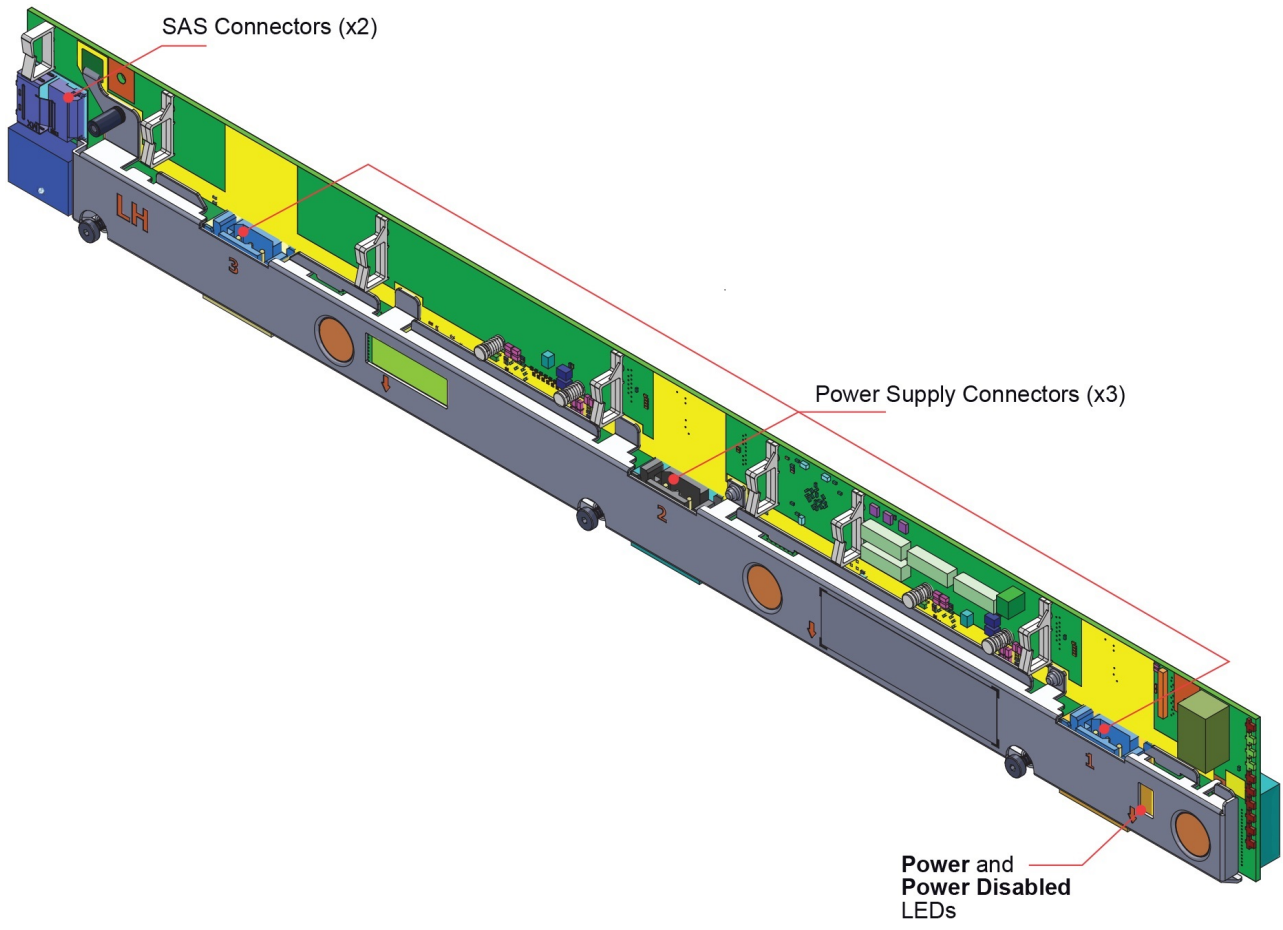 SAS Connectors (x2)
LH
3
Power Supply Connectors (x3)
2
1
Power and
Power Disabled
LEDs